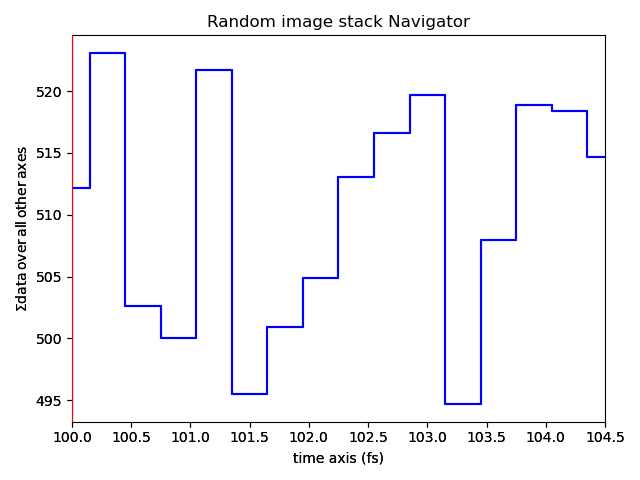 Random image stack Navigator
Σdata over all other axes
520
515
510
505
500
495
100.0 100.5 101.0 101.5 102.0 102.5 103.0 103.5 104.0 104.5
time axis (fs)